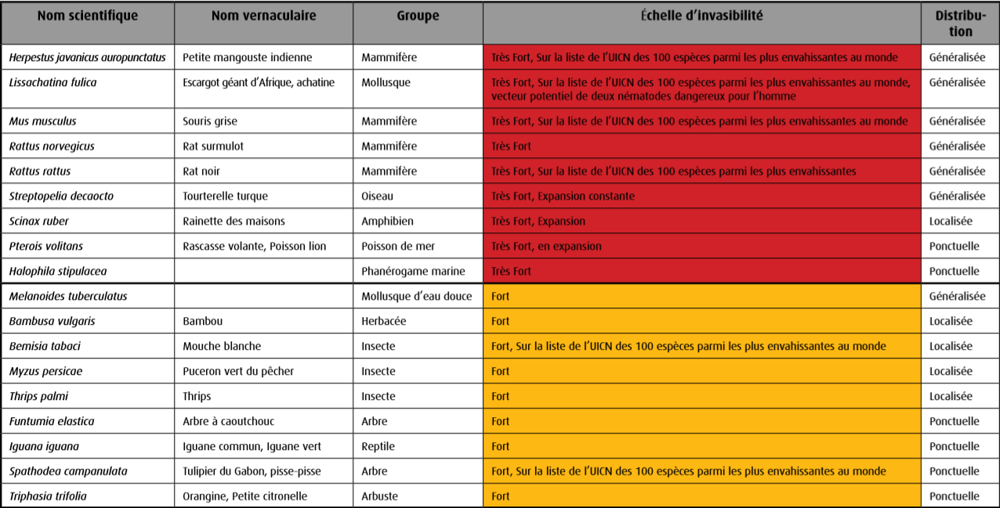 Nom scientifique Nom vernaculaire Groupe Échelle d'invasibilité Distribu-
tion
Herpestus javanicus auropunctatus Petite mangouste indienne Mammifère Très Fort, Sur la liste de l'UICN des 100 espèces parmi les plus envahissantes au monde Généralisée
Lissachatina fulica Escargot géant d'Afrique, achatine Mollusque Très Fort, Sur la liste de l'UICN des 100 espèces parmi les plus envahissantes au monde, Généralisée
vecteur potentiel de deux nématodes dangereux pour l'homme
Mus musculus Souris grise Mammifère Très Fort, Sur la liste de l'UICN des 100 espèces parmi les plus envahissantes au monde Généralisée
Rattus norvegicus Rat surmulot Mammifère Très Fort Généralisée
Rattus rattus Rat noir Mammifère Très Fort, Sur la liste de l'UICN des 100 espèces parmi les plus envahissantes Généralisée
Streptopelia decaocto Tourterelle turque Oiseau Très Fort, Expansion constante Généralisée
Scinax ruber Rainette des maisons Amphibien Très Fort, Expansion Localisée
Pterois volitans Rascasse volante, Poisson lion Poisson de mer Très Fort, en expansion Ponctuelle
Halophila stipulacea Phanérogame marine Très Fort Ponctuelle
Melanoides tuberculatus Mollusque d'eau douce Fort Généralisée
Bambusa vulgaris Bambou Herbacée Fort Localisée
Bemisia tabaci Mouche blanche Insecte Fort, Sur la liste de l'UICN des 100 espèces parmi les plus envahissantes au monde Localisée
Myzus persicae Puceron vert du pêcher Insecte Fort Localisée
Thrips palmi Thrips Insecte Fort Localisée
Funtumia elastica Arbre à caoutchouc Arbre Fort Ponctuelle
Iguana iguana Iguane commun, Iguane vert Reptile Fort Ponctuelle
Spathodea campanulata Tulipier du Gabon, pisse-pisse Arbre Fort, Sur la liste de l'UICN des 100 espèces parmi les plus envahissantes au monde Ponctuelle
Triphasia trifolia Orangine, Petite citronelle Arbuste Fort Ponctuelle